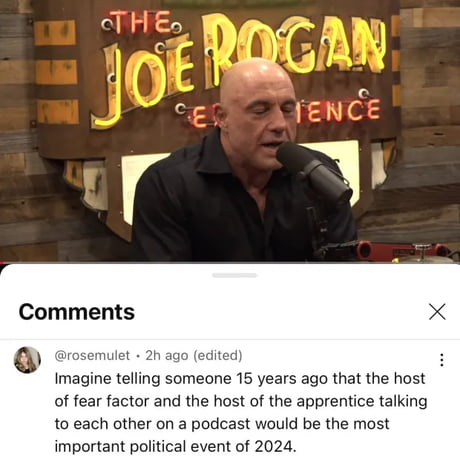 THE
JOE ROGAN
E IENCE
Comments
@rosemulet • 2h ago (edited)
Imagine telling someone 15 years ago that the host
of fear factor and the host of the apprentice talking
to each other on a podcast would be the most
important political event of 2024.